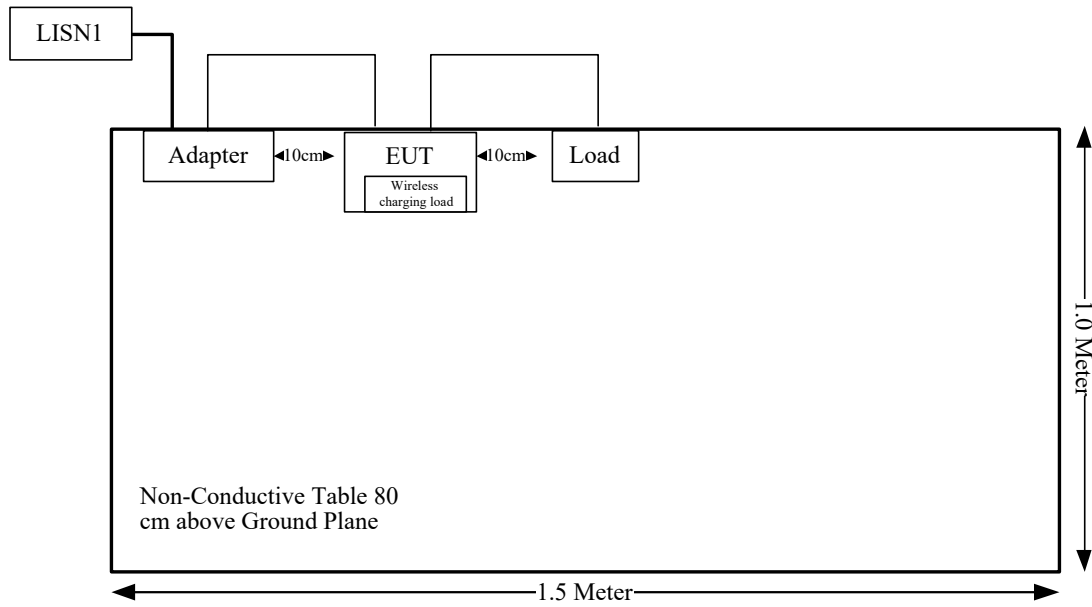 LISN1
Adapter
10cm
EUT
10cm
Load
Wireless
charging load
1.0 Meter
Non-Conductive Table 80
cm above Ground Plane
1.5 Meter